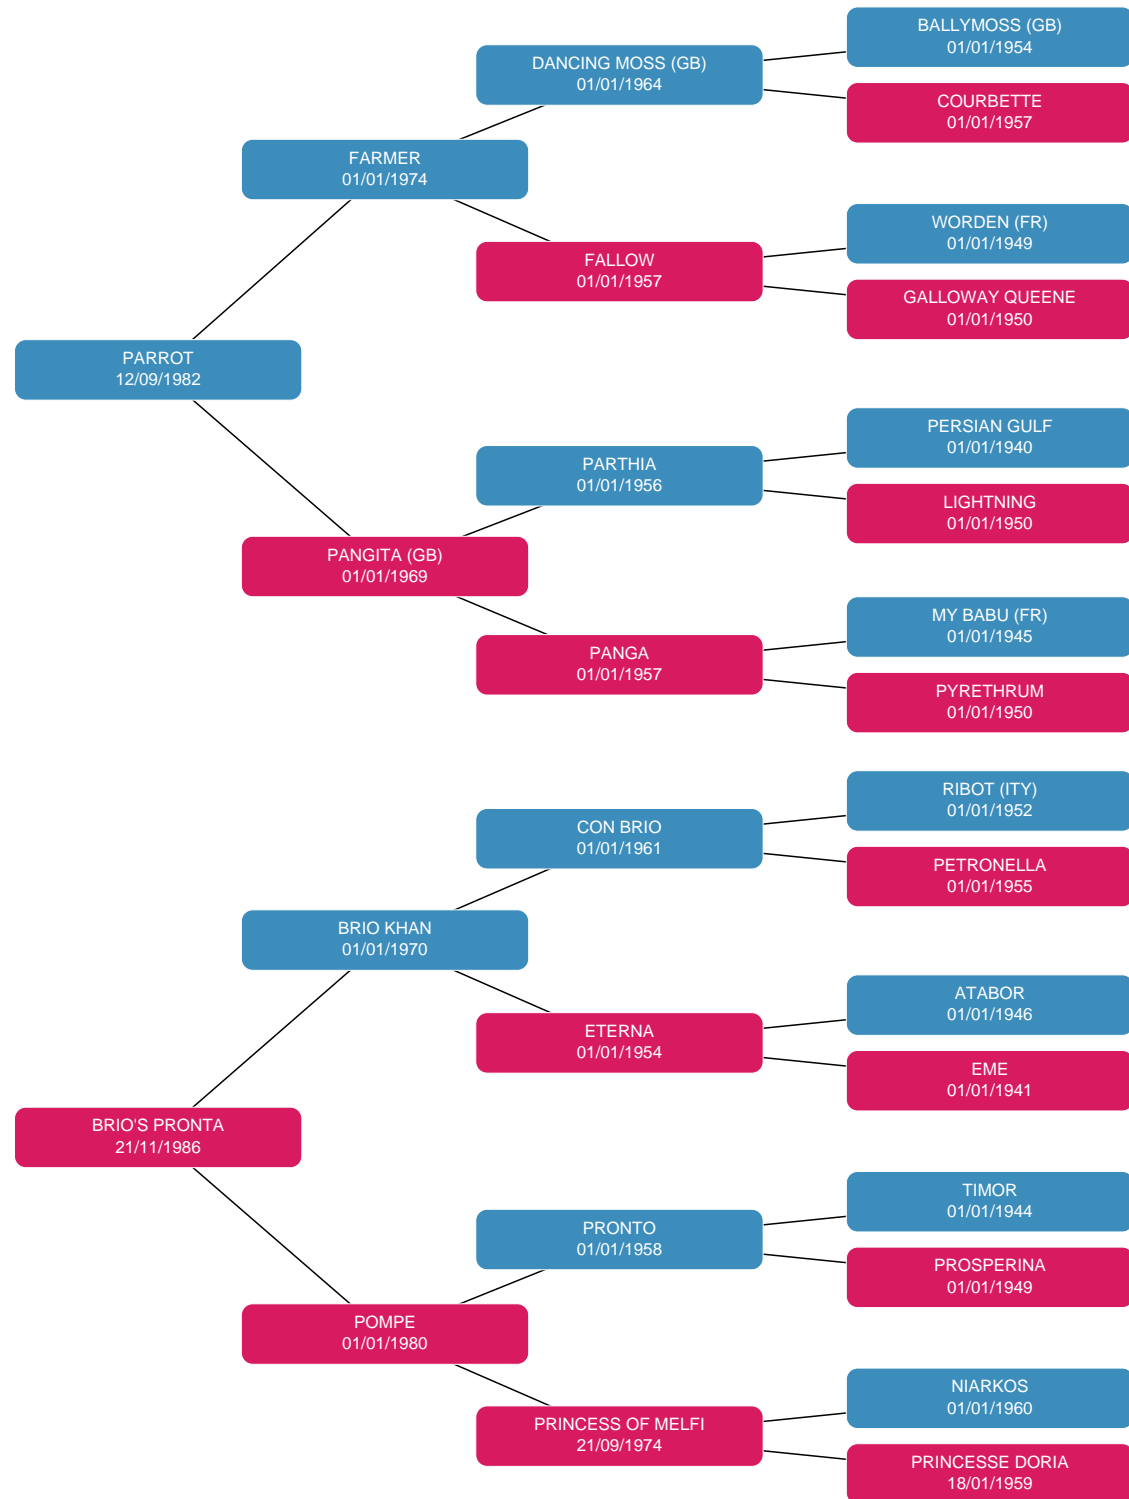 BALLYMOSS (GB)
01/01/1954
DANCING MOSS (GB)
01/01/1964
COURBETTE
01/01/1957
FARMER
01/01/1974
WORDEN (FR)
01/01/1949
FALLOW
01/01/1957
GALLOWAY QUEENE
01/01/1950
PARROT
12/09/1982
PERSIAN GULF
01/01/1940
PARTHIA
01/01/1956
LIGHTNING
01/01/1950
PANGITA (GB)
01/01/1969
MY BABU (FR)
01/01/1945
PANGA
01/01/1957
PYRETHRUM
01/01/1950
RIBOT (ITY)
01/01/1952
CON BRIO
01/01/1961
PETRONELLA
01/01/1955
BRIO KHAN
01/01/1970
ATABOR
01/01/1946
ETERNA
01/01/1954
EME
01/01/1941
BRIO'S PRONTA
21/11/1986
TIMOR
01/01/1944
PRONTO
01/01/1958
PROSPERINA
01/01/1949
POMPE
01/01/1980
NIARKOS
01/01/1960
PRINCESS OF MELFI
21/09/1974
PRINCESSE DORIA
18/01/1959